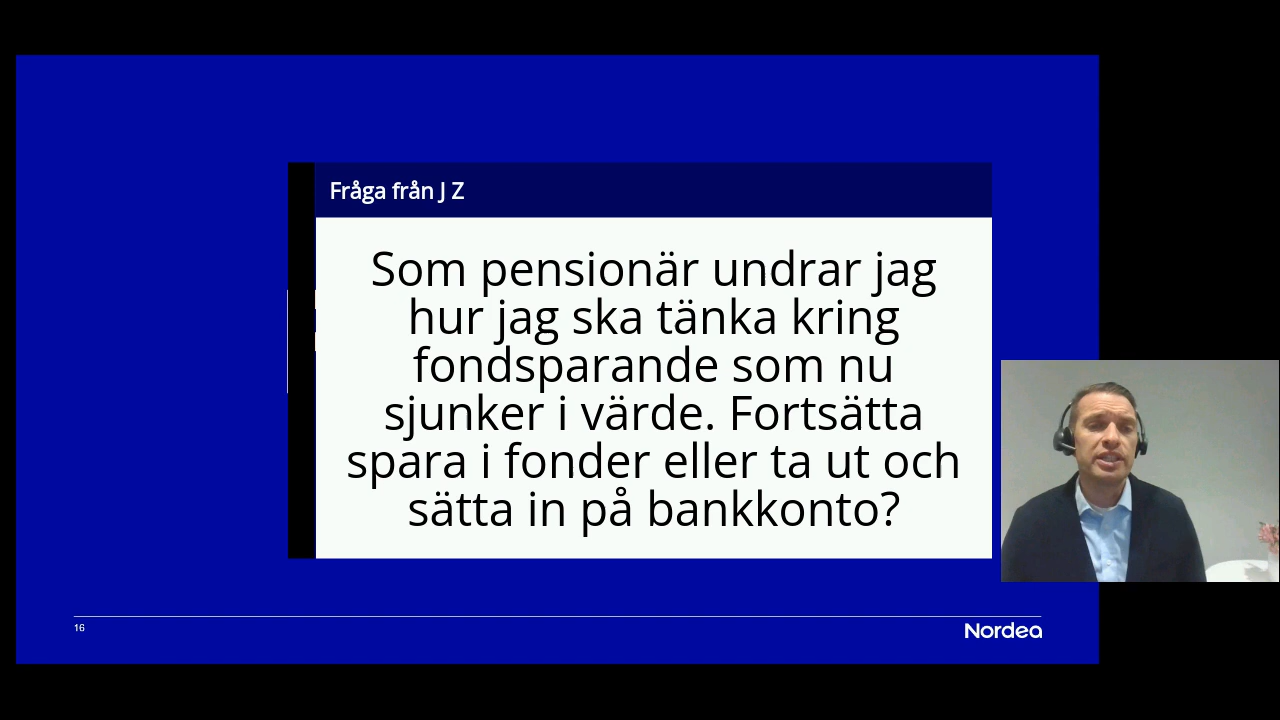 Fråga från J Z
Som pensionär undrar jag
hur jag ska tänka kring
fondsparande som nu
sjunker i värde. Fortsätta
spara i fonder eller ta ut och
sätta in på bankkonto?
16
Nordea